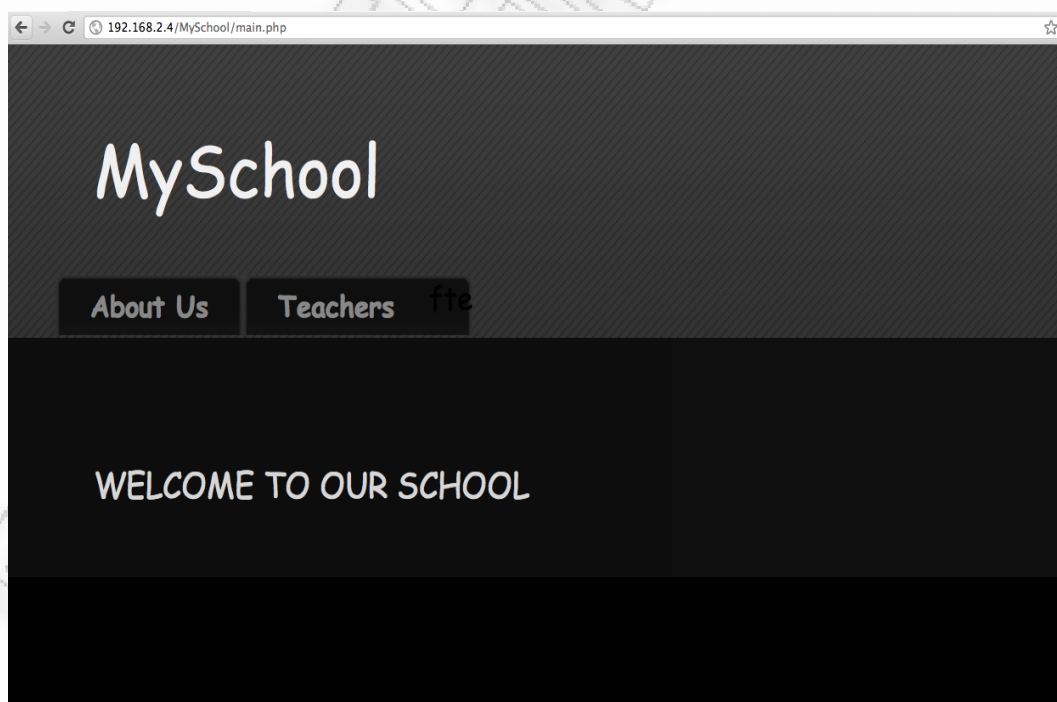 192.168.2.4/MySchool/main.php
MySchool
About Us Teachers fte
WELCOME TO OUR SCHOOL